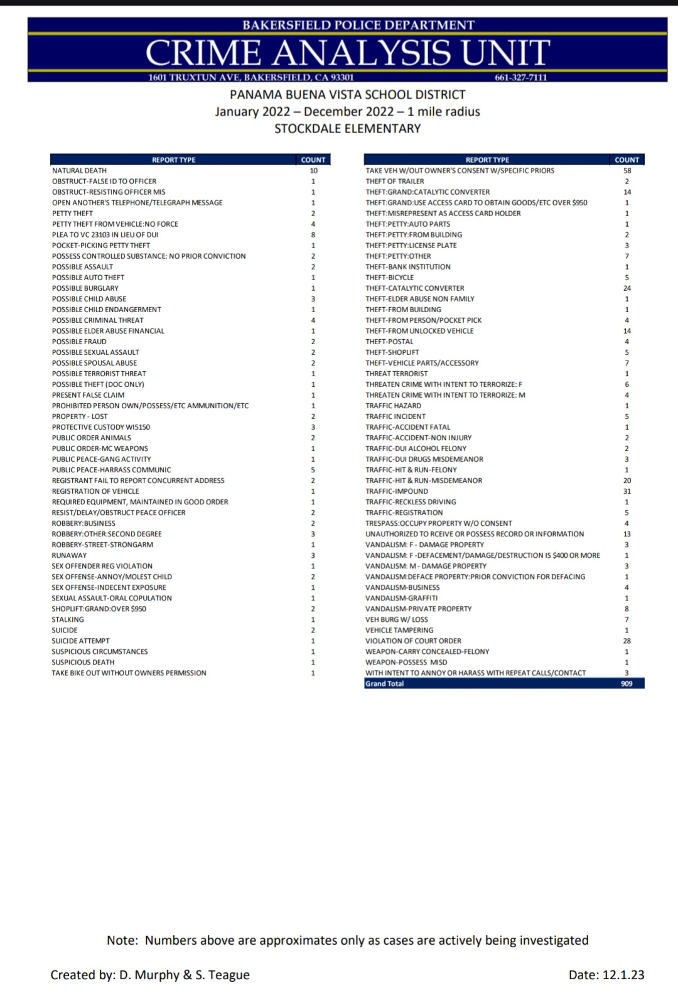 BAKERSFIELD POLICE DEPARTMENT
CRIME ANALYSIS UNIT
1601 TRUXTUN AVE, BAKERSFIELD, CA 93301 661-327-7111
PANAMA BUENA VISTA SCHOOL DISTRICT
January 2022 – December 2022 – 1 mile radius
STOCKDALE ELEMENTARY
REPORT TYPE COUNT
NATURAL DEATH 10
OBSTRUCT-FALSE ID TO OFFICER 1
OBSTRUCT-RESISTING OFFICER MIS 1
OPEN ANOTHER'S TELEPHONE/TELEGRAPH MESSAGE 1
PETTY THEFT 2
PETTY THEFT FROM VEHICLE:NO FORCE 4
PLEA TO VC 23103 IN LIEU OF DUI 8
POCKET-PICKING PETTY THEFT 1
POSSESS CONTROLLED SUBSTANCE: NO PRIOR CONVICTION 2
POSSIBLE ASSAULT 2
POSSIBLE AUTO THEFT 1
POSSIBLE BURGLARY 1
POSSIBLE CHILD ABUSE 3
POSSIBLE CHILD ENDANGERMENT 1
POSSIBLE CRIMINAL THREAT 4
POSSIBLE ELDER ABUSE FINANCIAL 1
POSSIBLE FRAUD 2
POSSIBLE SEXUAL ASSAULT 2
POSSIBLE SPOUSAL ABUSE 2
POSSIBLE TERRORIST THREAT 1
POSSIBLE THEFT (DOC ONLY) 1
PRESENT FALSE CLAIM 1
PROHIBITED PERSON OWN/POSSESS/ETC AMMUNITION/ETC 1
PROPERTY - LOST 2
PROTECTIVE CUSTODY WI5150 3
PUBLIC ORDER ANIMALS 2
PUBLIC ORDER-MC WEAPONS 1
PUBLIC PEACE-GANG ACTIVITY 1
PUBLIC PEACE-HARRASS COMMUNIC 5
REGISTRANT FAIL TO REPORT CONCURRENT ADDRESS 2
REGISTRATION OF VEHICLE 1
REQUIRED EQUIPMENT, MAINTAINED IN GOOD ORDER 1
RESIST/DELAY/OBSTRUCT PEACE OFFICER 2
ROBBERY:BUSINESS 2
ROBBERY:OTHER:SECOND DEGREE 3
ROBBERY-STREET-STRONGARM 1
RUNAWAY 3
SEX OFFENDER REG VIOLATION 1
SEX OFFENSE-ANNOY/MOLEST CHILD 2
SEX OFFENSE-INDECENT EXPOSURE 1
SEXUAL ASSAULT-ORAL COPULATION 1
SHOPLIFT:GRAND:OVER $950 2
STALKING 1
SUICIDE 2
SUICIDE ATTEMPT 1
SUSPICIOUS CIRCUMSTANCES 1
SUSPICIOUS DEATH 1
TAKE BIKE OUT WITHOUT OWNERS PERMISSION 1
REPORT TYPE COUNT
TAKE VEH W/OUT OWNER'S CONSENT W/SPECIFIC PRIORS 58
THEFT OF TRAILER 2
THEFT:GRAND:CATALYTIC CONVERTER 14
THEFT:GRAND:USE ACCESS CARD TO OBTAIN GOODS/ETC OVER $950 1
THEFT:MISREPRESENT AS ACCESS CARD HOLDER 1
THEFT:PETTY:AUTO PARTS 1
THEFT:PETTY:FROM BUILDING 2
THEFT:PETTY:LICENSE PLATE 3
THEFT:PETTY:OTHER 7
THEFT-BANK INSTITUTION 1
THEFT-BICYCLE 5
THEFT-CATALYTIC CONVERTER 24
THEFT-ELDER ABUSE NON FAMILY 1
THEFT-FROM BUILDING 1
THEFT-FROM PERSON/POCKET PICK 4
THEFT-FROM UNLOCKED VEHICLE 14
THEFT-POSTAL 4
THEFT-SHOPLIFT 5
THEFT-VEHICLE PARTS/ACCESSORY 7
THREAT TERRORIST 1
THREATEN CRIME WITH INTENT TO TERRORIZE: F 6
THREATEN CRIME WITH INTENT TO TERRORIZE: M 4
TRAFFIC HAZARD 1
TRAFFIC INCIDENT 5
TRAFFIC-ACCIDENT FATAL 1
TRAFFIC-ACCIDENT-NON INJURY 2
TRAFFIC-DUI ALCOHOL FELONY 2
TRAFFIC-DUI DRUGS MISDEMEANOR 3
TRAFFIC-HIT & RUN-FELONY 1
TRAFFIC-HIT & RUN-MISDEMEANOR 20
TRAFFIC-IMPOUND 31
TRAFFIC-RECKLESS DRIVING 1
TRAFFIC-REGISTRATION 5
TRESPASS:OCCUPY PROPERTY W/O CONSENT 4
UNAUTHORIZED TO RCEIVE OR POSSESS RECORD OR INFORMATION 13
VANDALISM: F - DAMAGE PROPERTY 3
VANDALISM: F -DEFACEMENT/DAMAGE/DESTRUCTION IS $400 OR MORE 1
VANDALISM: M - DAMAGE PROPERTY 3
VANDALISM:DEFACE PROPERTY:PRIOR CONVICTION FOR DEFACING 1
VANDALISM-BUSINESS 4
VANDALISM-GRAFFITI 1
VANDALISM-PRIVATE PROPERTY 8
VEH BURG W/ LOSS 7
VEHICLE TAMPERING 1
VIOLATION OF COURT ORDER 28
WEAPON-CARRY CONCEALED-FELONY 1
WEAPON-POSSESS MISD 1
WITH INTENT TO ANNOY OR HARASS WITH REPEAT CALLS/CONTACT 3
Grand Total 909
Note: Numbers above are approximates only as cases are actively being investigated
Created by: D. Murphy & S. Teague Date: 12.1.23